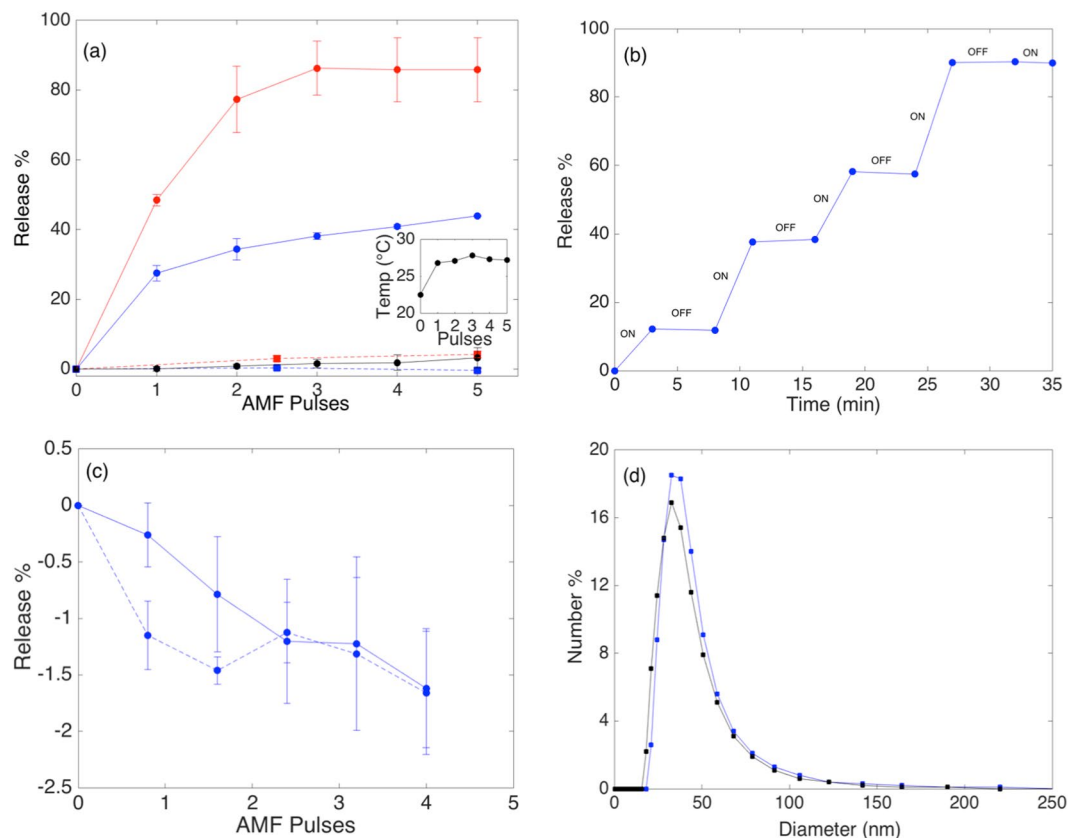 (a)
Release %
100
80
60
40
20
0
0 1 2 3 4 5
AMF Pulses
Temp (°C)
30
25
20
0 1 2 3 4 5
Pulses
(b)
Release %
100
80
60
40
20
0
ON
OFF
ON
OFF
ON
OFF
ON
OFF
ON
0 5 10 15 20 25 30 35
Time (min)
(c)
Release %
0.5
0
-0.5
-1
-1.5
-2
-2.5
0 1 2 3 4 5
AMF Pulses
(d)
Number %
20
16
12
8
4
0
0 50 100 150 200 250
Diameter (nm)